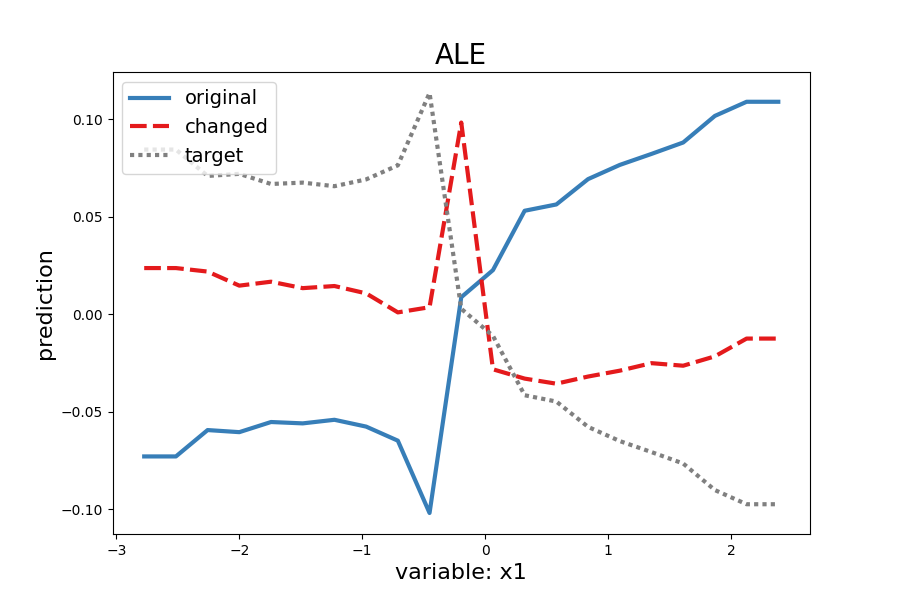 ALE
original
changed
target
prediction
0.10
0.05
0.00
−0.05
−0.10
−3
−2
−1
0
1
2
variable: x1